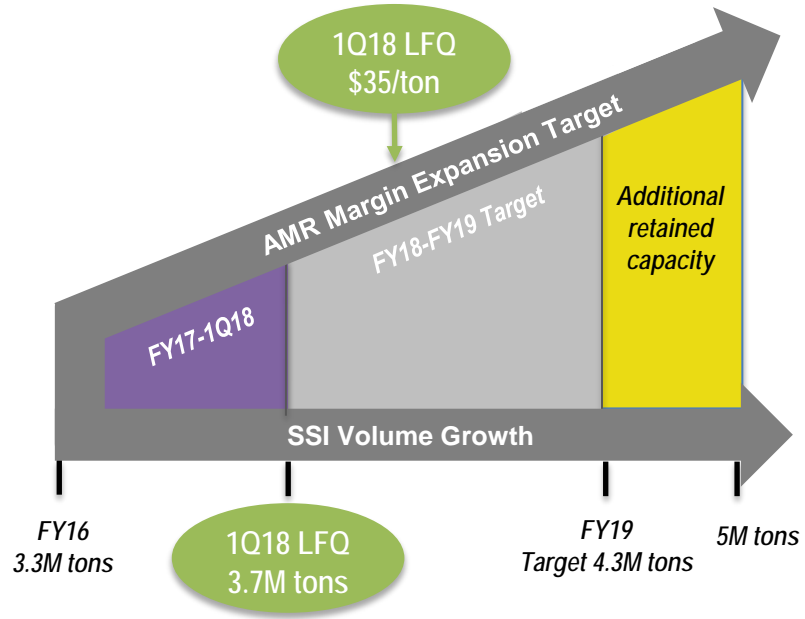 1Q18 LFQ
$35/ton
AMR Margin Expansion Target
FY18-FY19 Target
Additional
retained
capacity
FY17-1Q18
SSI Volume Growth
FY16
3.3M tons
1Q18 LFQ
3.7M tons
FY19
Target 4.3M tons
5M tons